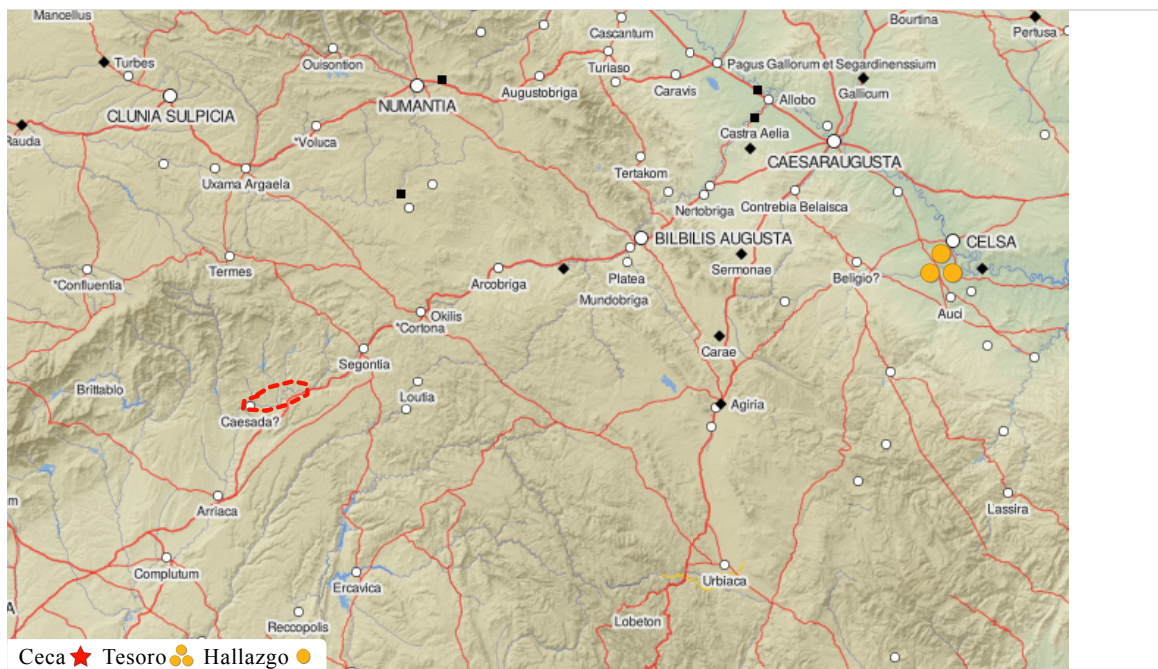 Mancellus
Bourtina
Cascantum
Pertusa
Turbes
Ouisontion
Turiaso
Pagus Gallorum et Segardinenssium
Augustobriga
Caravis
Gallicum
NUMANTIA
Allobo
CLUNIA SULPICIA
Castra Aelia
Rauda
*Voluca
CAESARAUGUSTA
Tertakom
Uxama Argaela
Nertobriga
Contrebia Belaisca
BILBILIS AUGUSTA
CELSA
Termes
Sermonae
*Confluentia
Arcobriga
Platea
Beligio?
Mundobriga
Auci
Okilis
*Cortona
Carae
Segontia
Brittablo
Loutia
Agiria
Caesada?
Arriaca
Lassira
Complutum
Urbiaca
Ercavica
Lobeton
Reccopolis
Ceca Tesoro Hallazgo